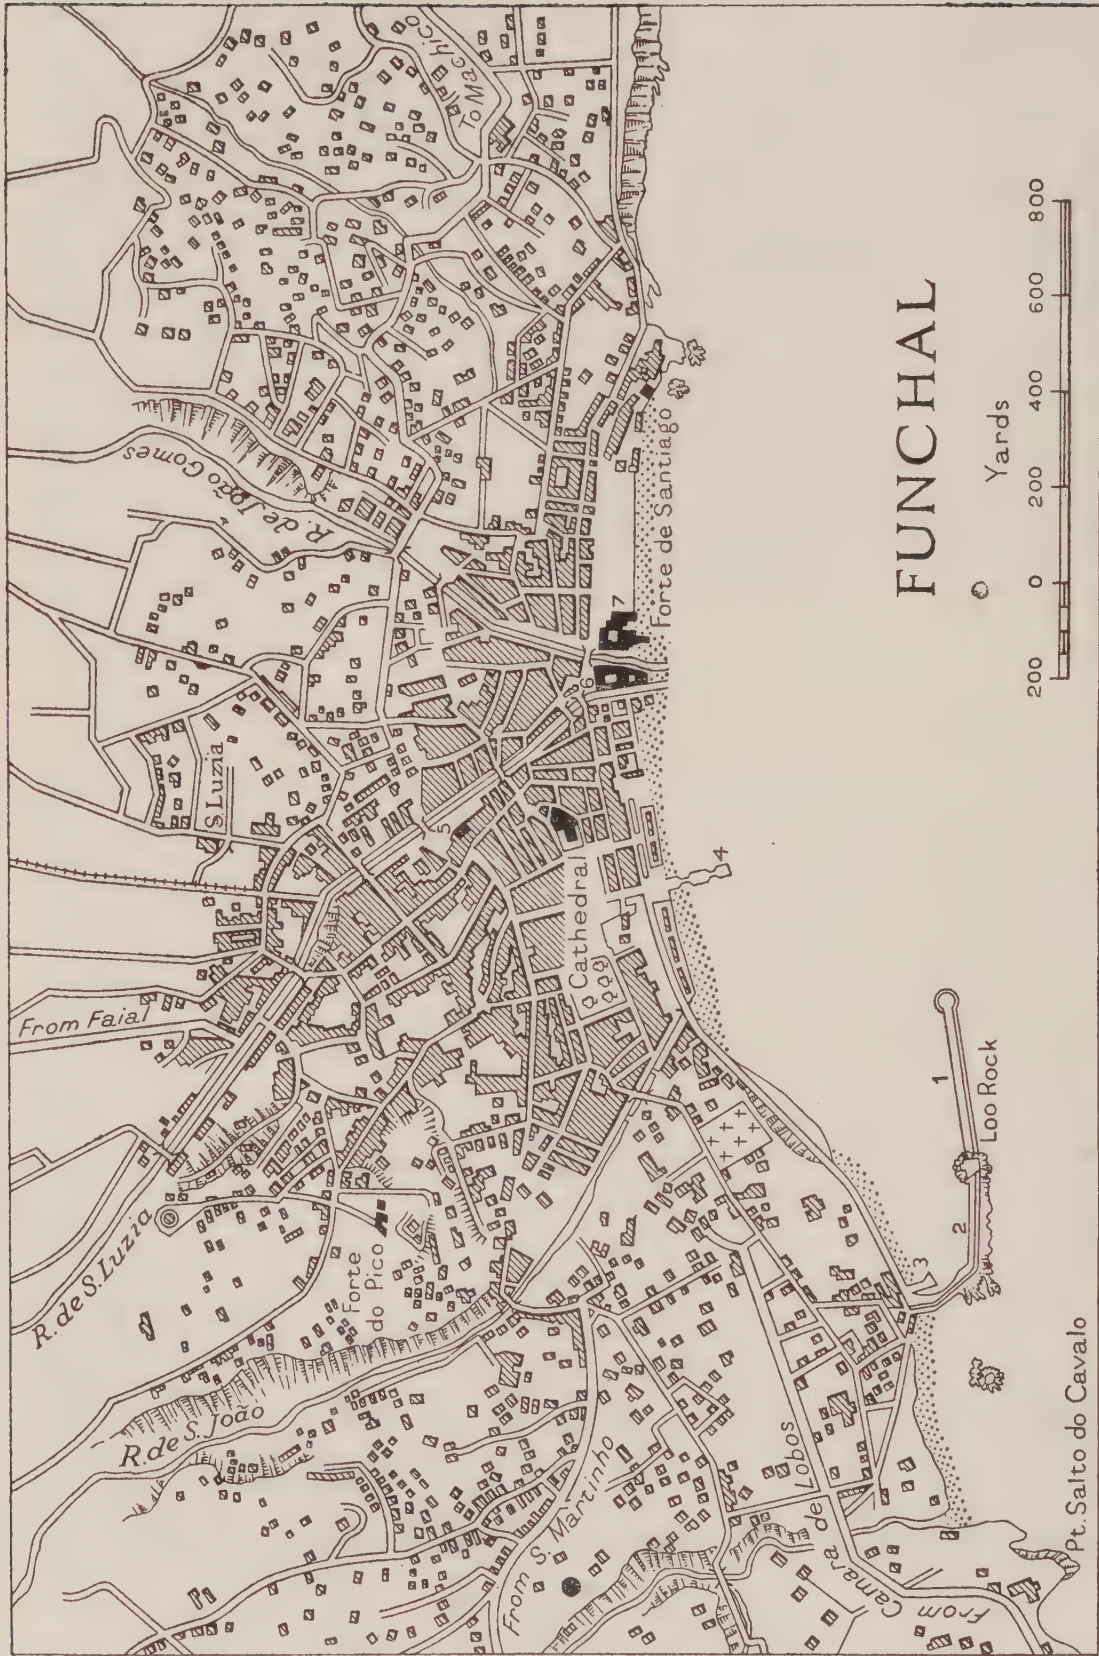 FUNCHAL
Yards
200 0 200 400 600 800
To Machico
R. de João Gomes
Forte de Santiago
S. Luzia
Cathedral
From Faial
R. de S. Luzia
Forte
do Pico
R. de S. João
From S. Martinho
From Camara de Lobos
Loo Rock
Pt. Salto do Cavalo
1
2
3
4
5
6
7